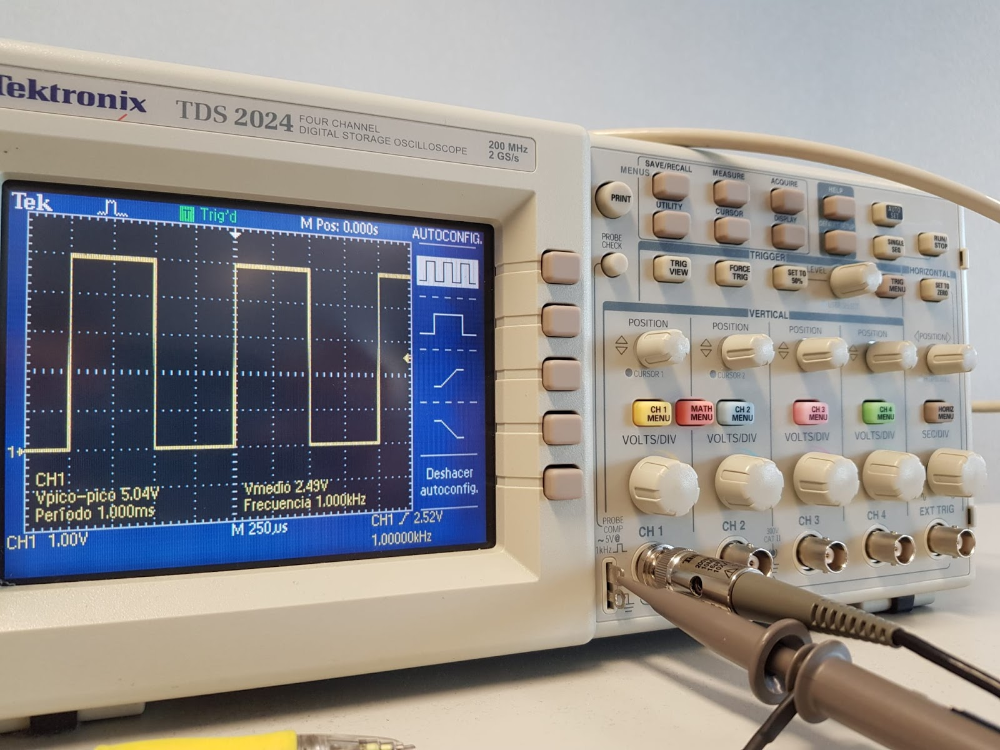 Tektronix TDS 2024 FOUR CHANNEL
DIGITAL STORAGE OSCILLOSCOPE
200 MHz
2 GS/s
Tek Trig'd M Pos: 0.000s
AUTOCONFIG.
Deshacer
autoconfig.
1
CH1
Vpico-pico 5.04V
Período 1.000ms
Vmedio 2.49V
Frecuencia 1.000kHz
CH1 1.00V
M 250µs
CH1 2.52V
1.00000kHz
PRINT
MENUS
SAVE/RECALL
MEASURE
ACQUIRE
HELP
UTILITY
CURSOR
DISPLAY
DEFAULT SETUP
AUTO
SET
SINGLE
SEQ
RUN/
STOP
PROBE
CHECK
TRIGGER
TRIG
VIEW
FORCE
TRIG
SET TO
50%
LEVEL
USER SELECT
TRIG
MENU
HORIZONTAL
SET TO
ZERO
VERTICAL
POSITION
POSITION
POSITION
POSITION
POSITION
CURSOR 1
CURSOR 2
CH 1
MENU
MATH
MENU
CH 2
MENU
CH 3
MENU
CH 4
MENU
HORIZ
MENU
VOLTS/DIV
VOLTS/DIV
VOLTS/DIV
VOLTS/DIV
SEC/DIV
PROBE
COMP
~5V@
1kHz
CH 1
CH 2
300V
CAT II
CH 3
CH 4
EXT TRIG